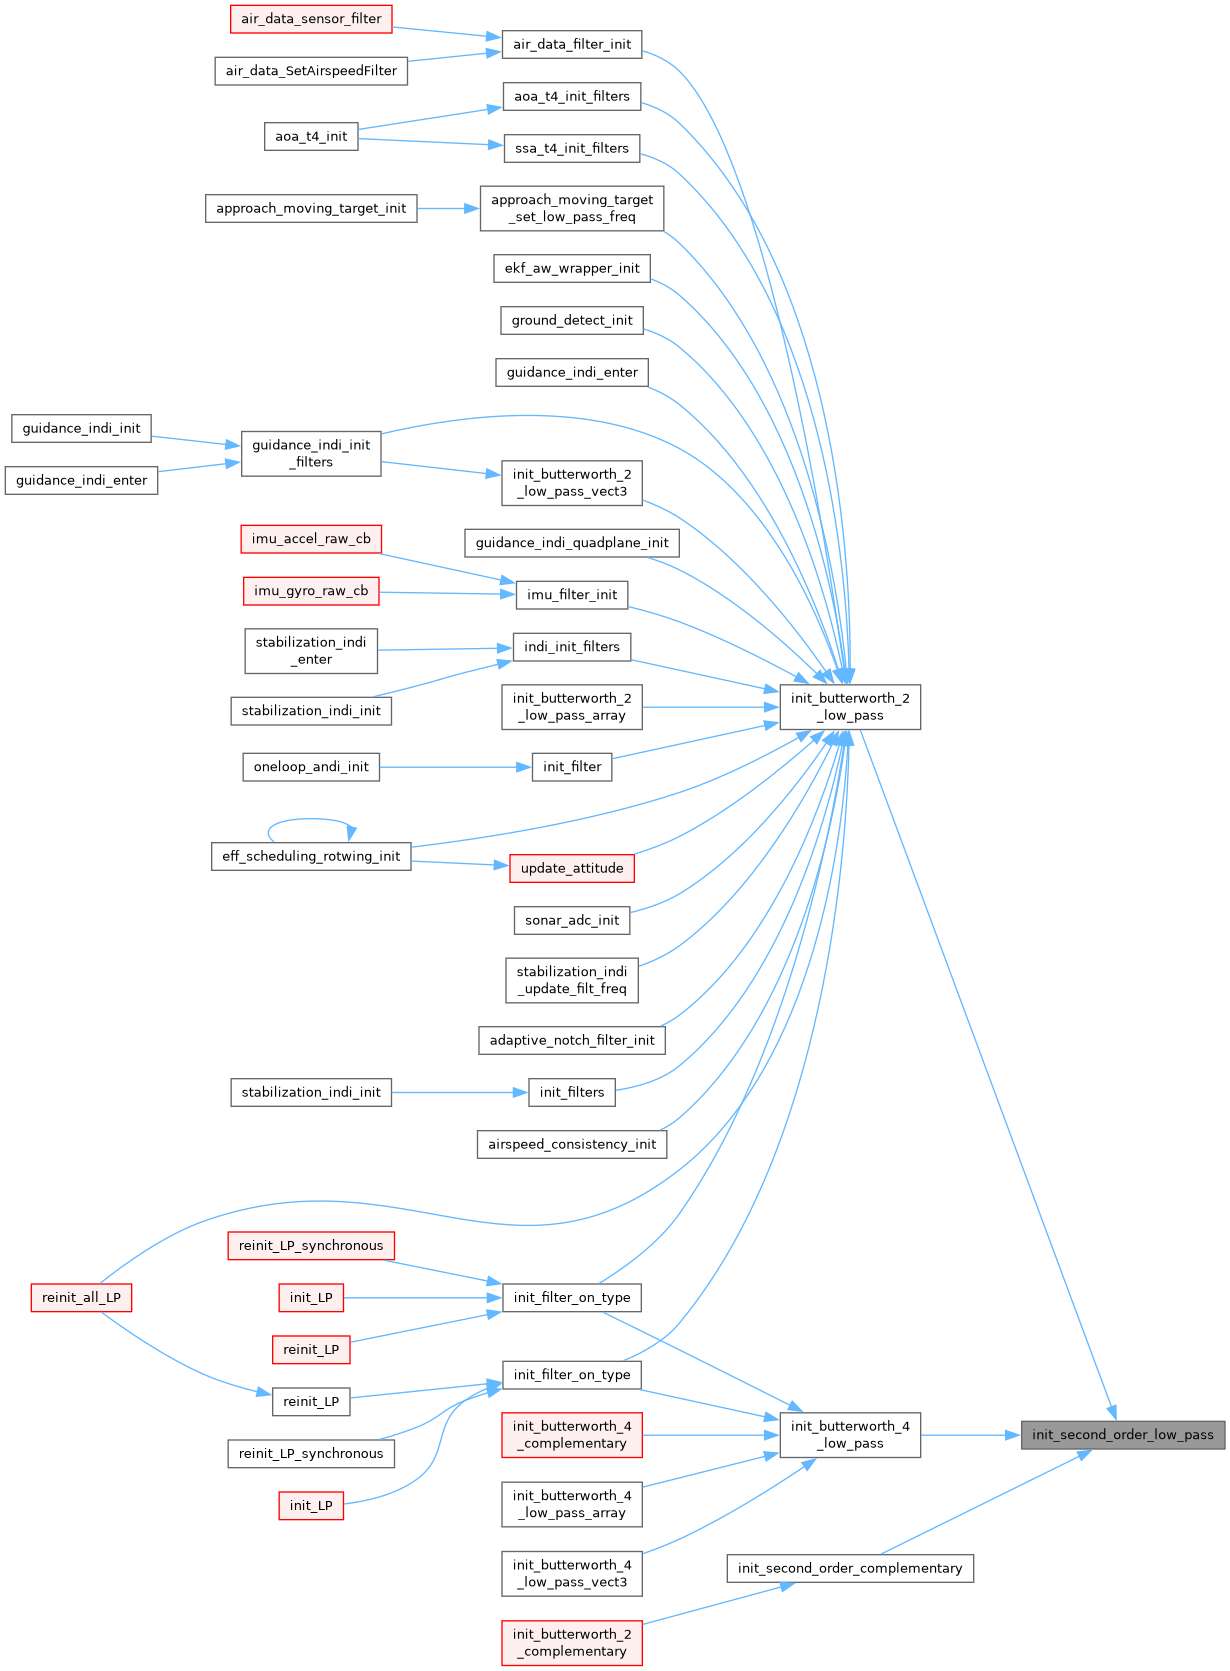 air_data_sensor_filter
air_data_filter_init
air_data_SetAirspeedFilter
aoa_t4_init_filters
aoa_t4_init
ssa_t4_init_filters
approach_moving_target
_set_low_pass_freq
approach_moving_target_init
ekf_aw_wrapper_init
ground_detect_init
guidance_indi_enter
guidance_indi_init
guidance_indi_init
_filters
guidance_indi_enter
init_butterworth_2
_low_pass_vect3
imu_accel_raw_cb
guidance_indi_quadplane_init
imu_gyro_raw_cb
imu_filter_init
stabilization_indi
_enter
indi_init_filters
stabilization_indi_init
init_butterworth_2
_low_pass_array
init_butterworth_2
_low_pass
oneloop_andi_init
init_filter
eff_scheduling_rotwing_init
update_attitude
sonar_adc_init
stabilization_indi
_update_filt_freq
adaptive_notch_filter_init
stabilization_indi_init
init_filters
airspeed_consistency_init
reinit_LP_synchronous
reinit_all_LP
init_LP
init_filter_on_type
reinit_LP
init_filter_on_type
reinit_LP
init_butterworth_4
_complementary
init_butterworth_4
_low_pass
init_second_order_low_pass
reinit_LP_synchronous
init_LP
init_butterworth_4
_low_pass_array
init_butterworth_4
_low_pass_vect3
init_second_order_complementary
init_butterworth_2
_complementary